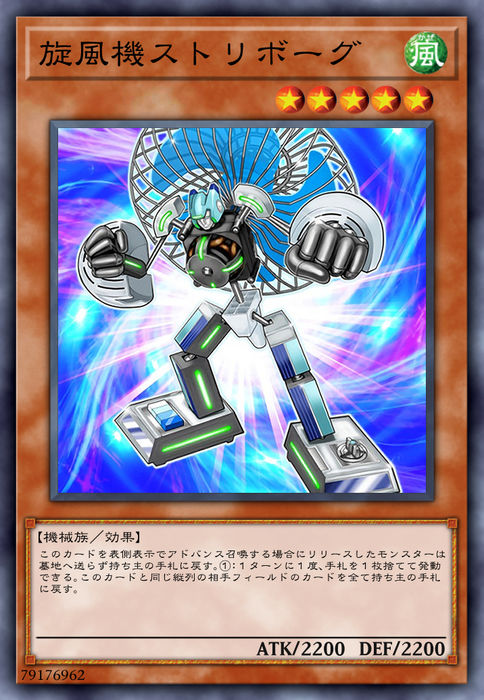 旋風機ストリボーグ
かぜ
風
【機械族／効果】
このカードを表側表示でアドバンス召喚する場合にリリースしたモンスターは
墓地へ送らず持ち主の手札に戻す。①：１ターンに１度、手札を１枚捨てて発動
できる。このカードと同じ縦列の相手フィールドのカードを全て持ち主の手札
に戻す。
ATK/2200 DEF/2200
79176962